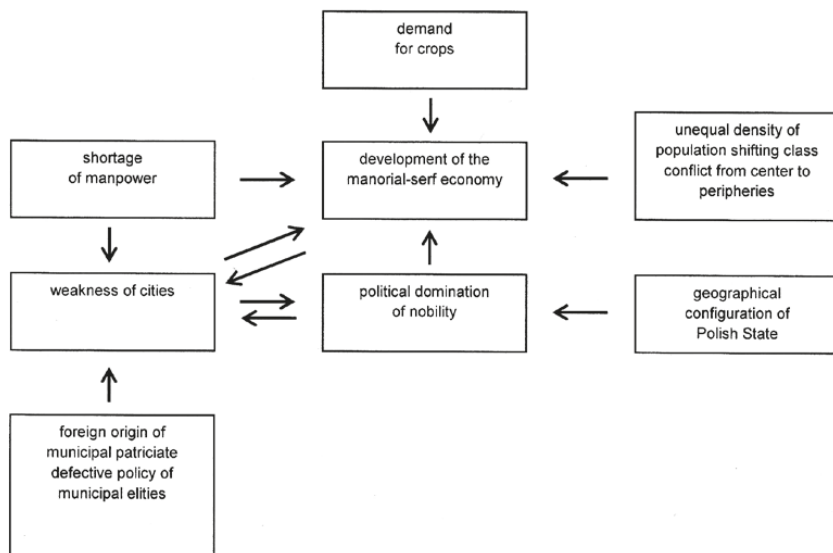 demand
for crops
shortage
of manpower
development of the
manorial-serf economy
unequal density of
population shifting class
conflict from center to
peripheries
weakness of cities
political domination
of nobility
geographical
configuration of
Polish State
foreign origin of
municipal patriciate
defective policy of
municipal elities